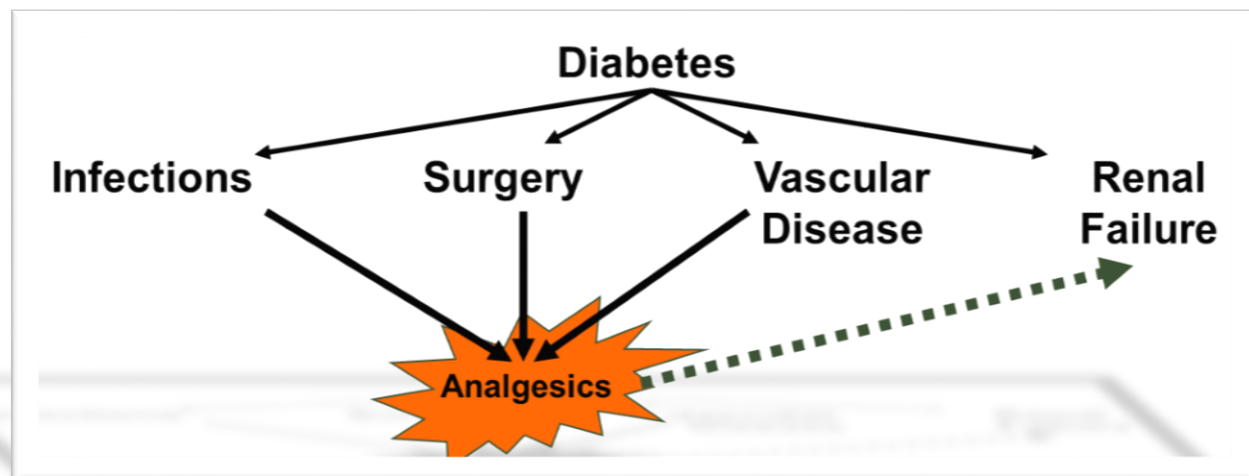 Diabetes
Infections
Surgery
Vascular
Disease
Renal
Failure
Analgesics